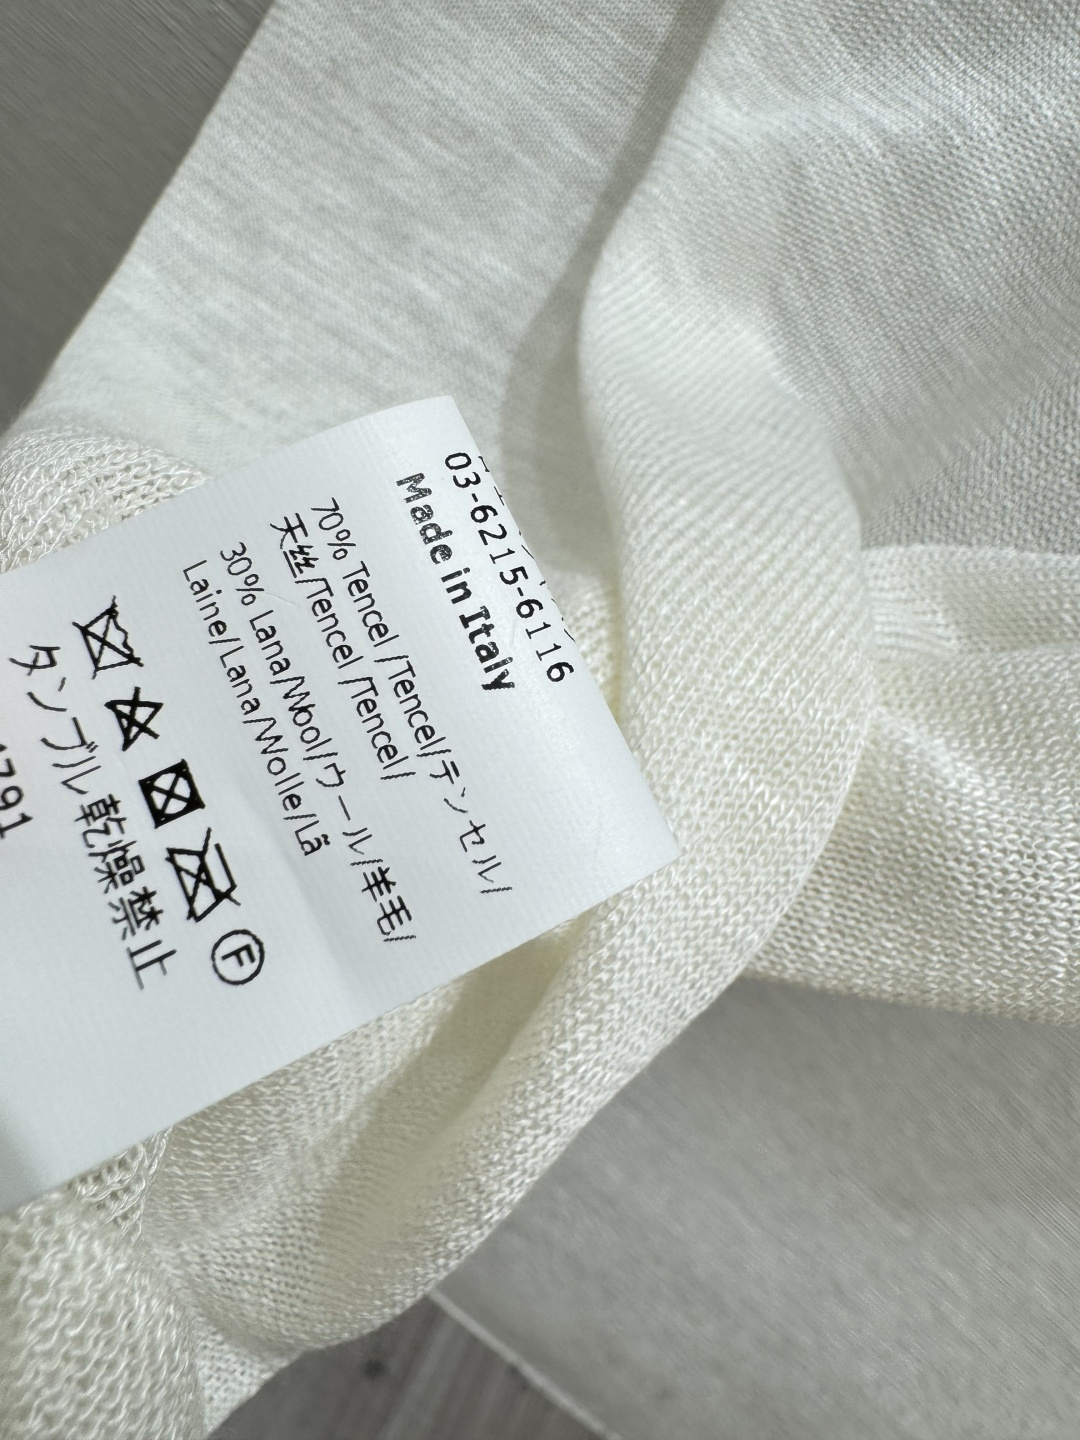 03-6215-6116
Made in Italy
70% Tencel /Tencel/テンセル/
天丝/Tencel /Tencel/
30% Lana/Wool/ウール/羊毛/
Laine/Lana/Wolle/Lã
F
タンブル乾燥禁止
1791